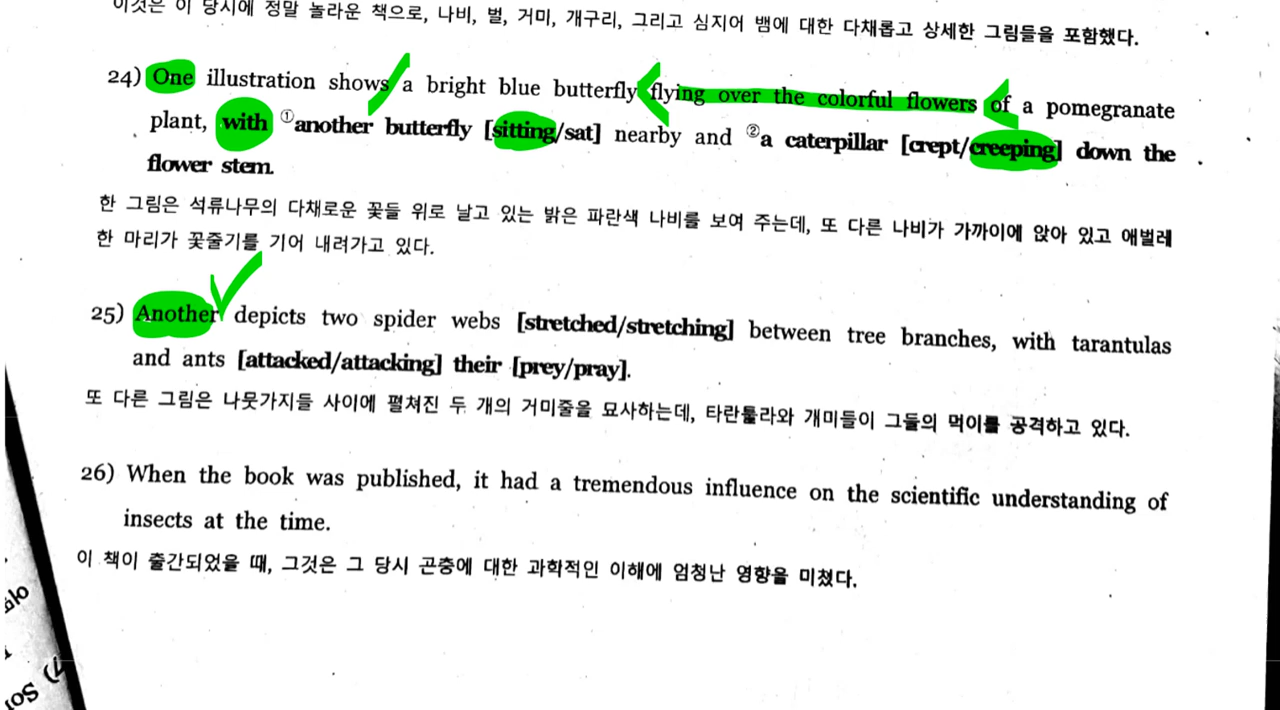 이것은 이 당시에 정말 놀라운 책으로, 나비, 벌, 거미, 개구리, 그리고 심지어 뱀에 대한 다채롭고 상세한 그림들을 포함했다.
24) One illustration shows a bright blue butterfly flying over the colorful flowers of a pomegranate
plant, with ①another butterfly [sitting/sat] nearby and ②a caterpillar [crept/creeping] down the
flower stem.
한 그림은 석류나무의 다채로운 꽃들 위로 날고 있는 밝은 파란색 나비를 보여 주는데, 또 다른 나비가 가까이에 앉아 있고 애벌레
한 마리가 꽃줄기를 기어 내려가고 있다.
25) Another depicts two spider webs [stretched/stretching] between tree branches, with tarantulas
and ants [attacked/attacking] their [prey/pray].
또 다른 그림은 나뭇가지들 사이에 펼쳐진 두 개의 거미줄을 묘사하는데, 타란툴라와 개미들이 그들의 먹이를 공격하고 있다.
26) When the book was published, it had a tremendous influence on the scientific understanding of
insects at the time.
이 책이 출간되었을 때, 그것은 그 당시 곤충에 대한 과학적인 이해에 엄청난 영향을 미쳤다.